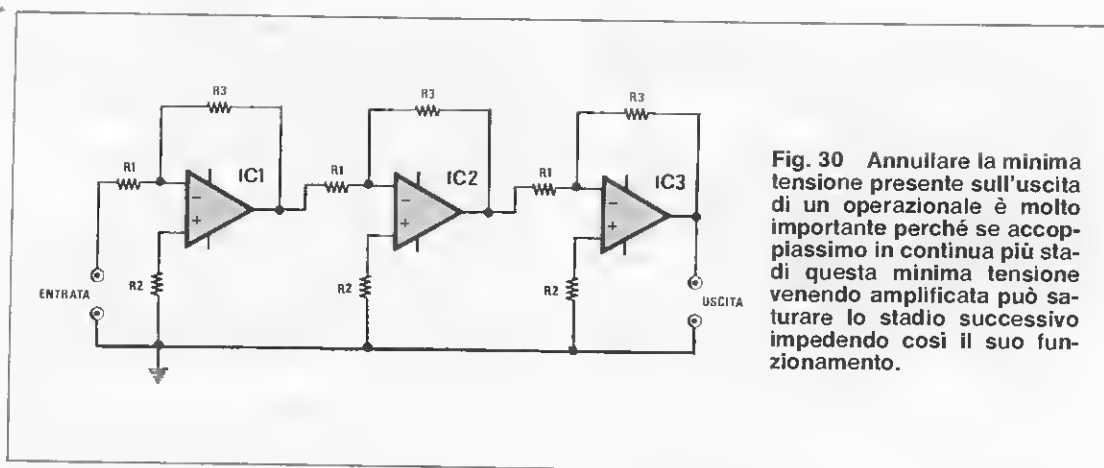 R3
R3
R3
R1
IC1
R1
IC2
R1
IC3
−
+
−
+
−
+
R2
R2
R2
ENTRATA
USCITA
Fig. 30 Annullare la minima
tensione presente sull'uscita
di un operazionale è molto
importante perché se accop-
piassimo in continua più sta-
di questa minima tensione
venendo amplificata può sa-
turare lo stadio successivo
impedendo così il suo fun-
zionamento.